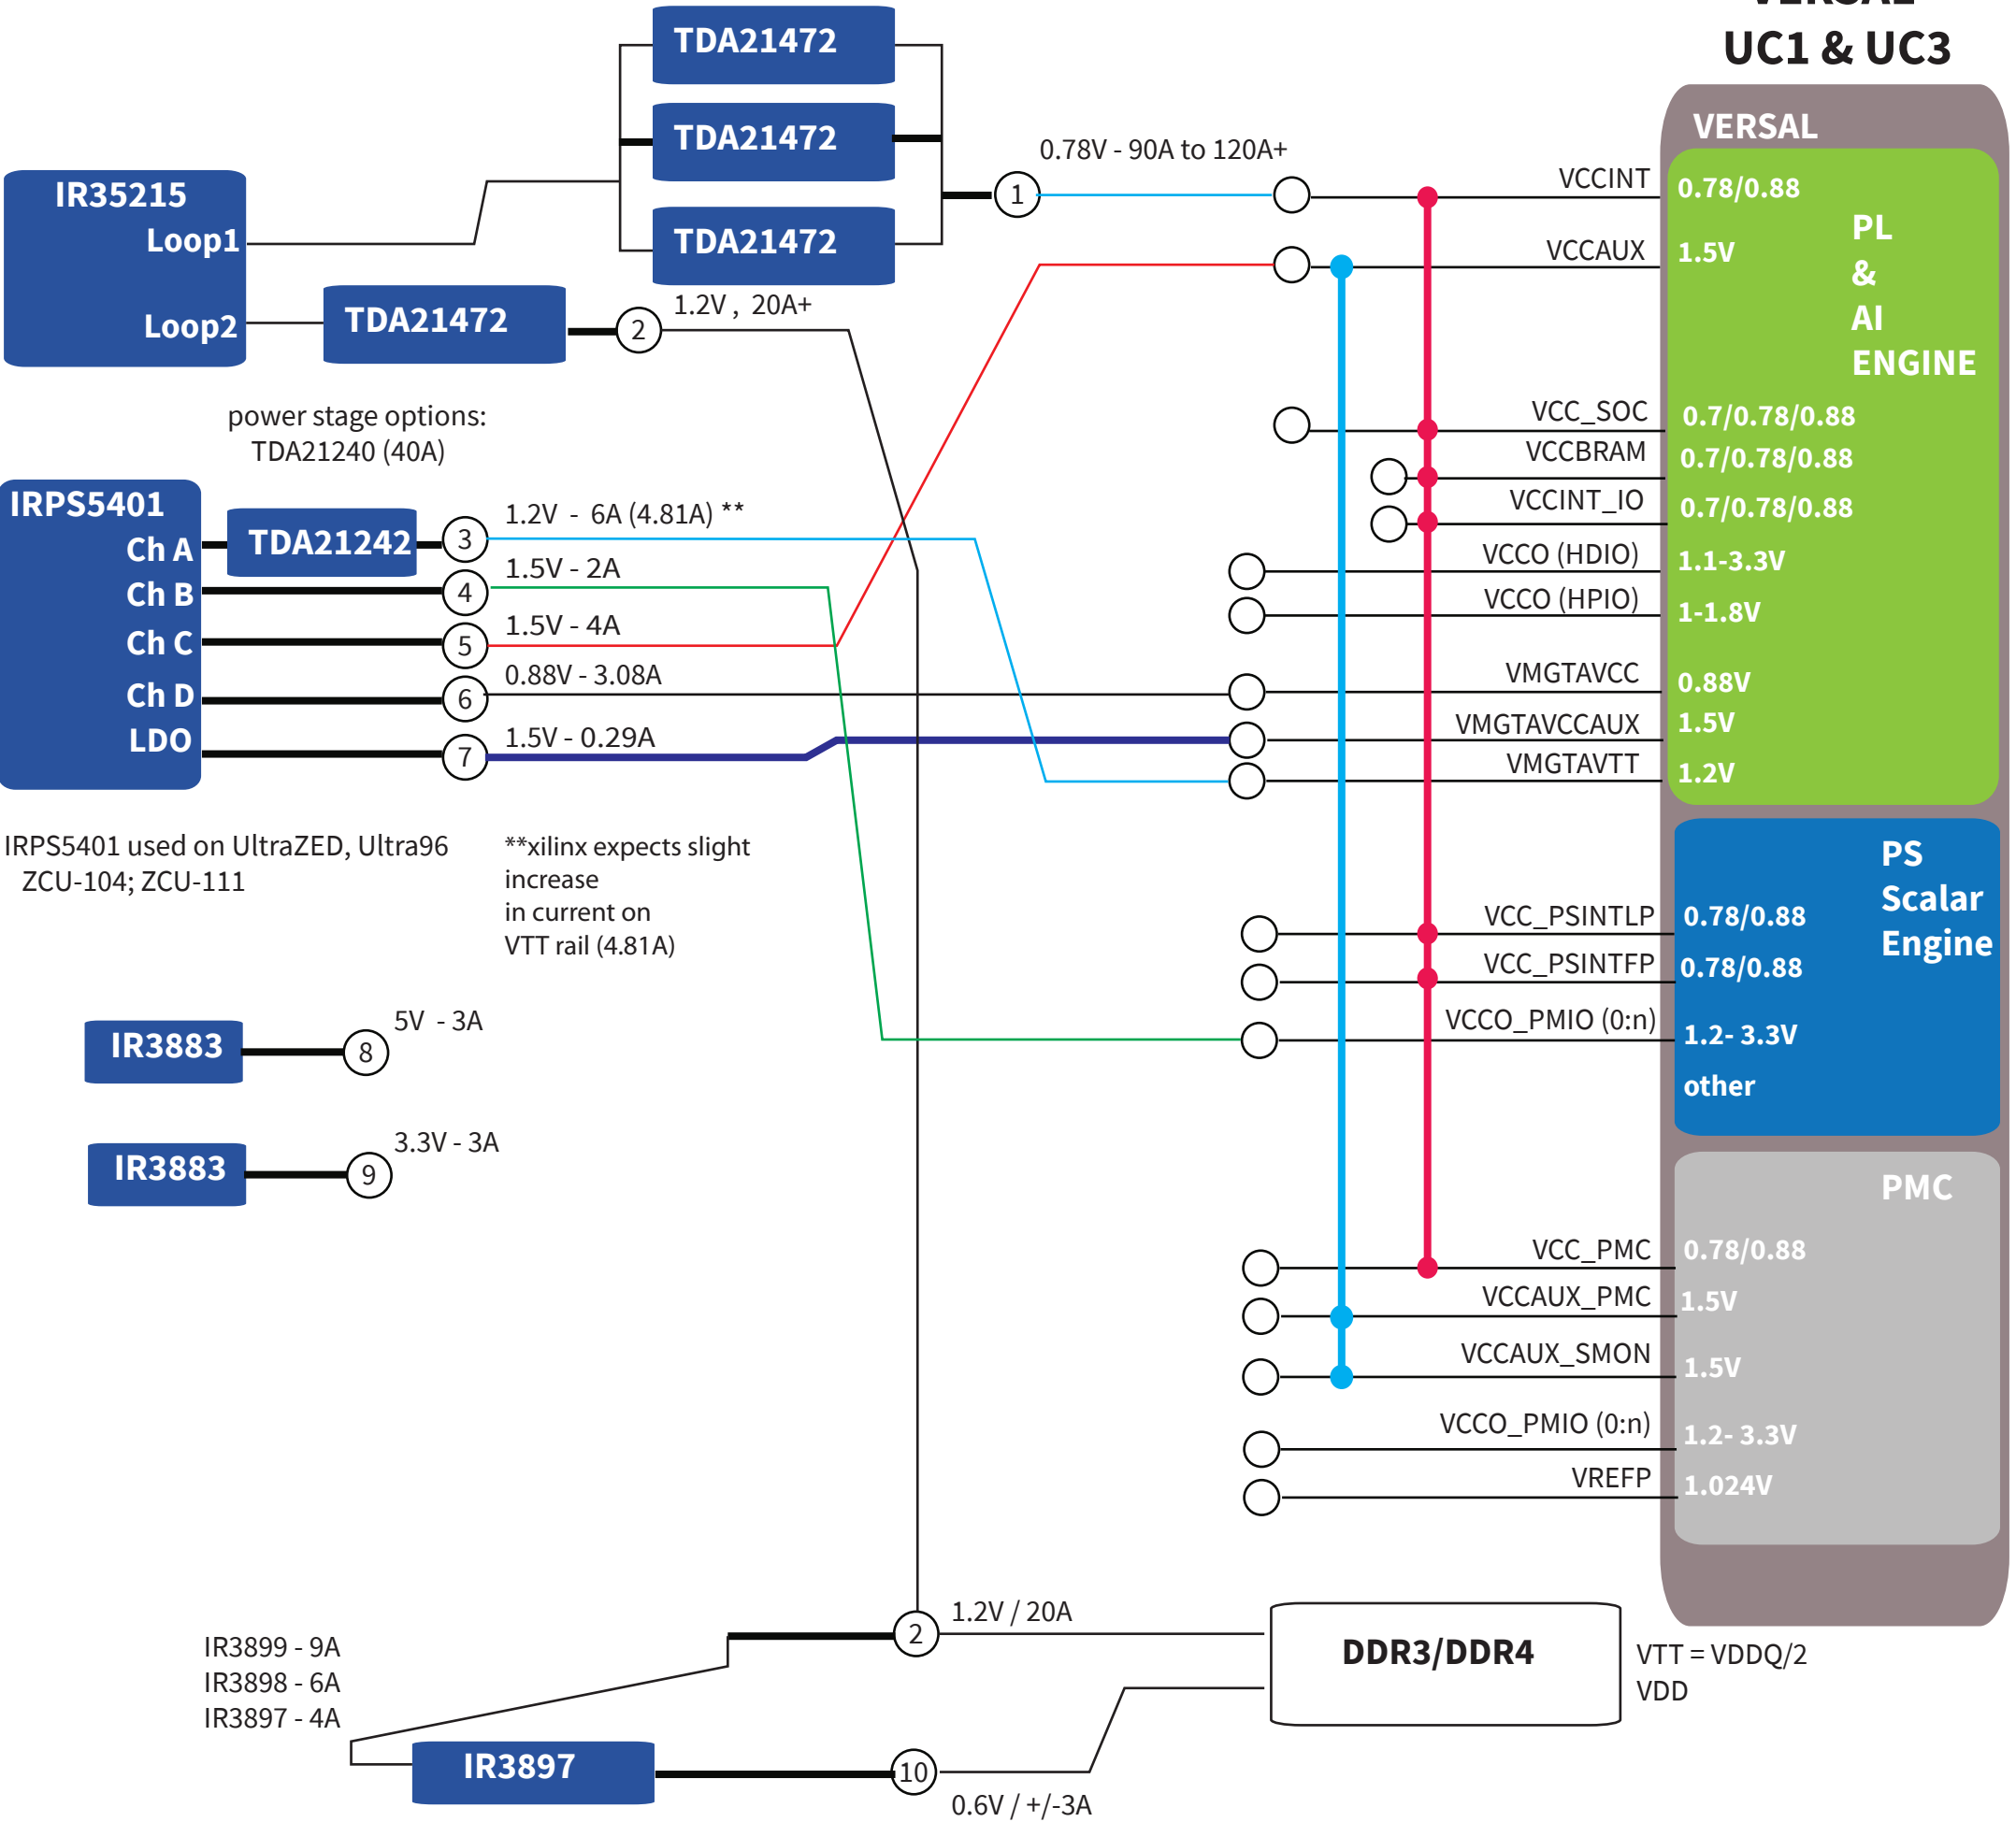 VERSAL
UC1 & UC3
TDA21472
TDA21472
TDA21472
IR35215
Loop1
Loop2
TDA21472
1
0.78V - 90A to 120A+
2
1.2V , 20A+
power stage options:
TDA21240 (40A)
IRPS5401
Ch A
Ch B
Ch C
Ch D
LDO
TDA21242
3
1.2V - 6A (4.81A) **
4
1.5V - 2A
5
1.5V - 4A
6
0.88V - 3.08A
7
1.5V - 0.29A
IRPS5401 used on UltraZED, Ultra96
ZCU-104; ZCU-111
**xilinx expects slight
increase
in current on
VTT rail (4.81A)
IR3883
8
5V - 3A
IR3883
9
3.3V - 3A
VERSAL
PL
&
AI
ENGINE
VCCINT 0.78/0.88
VCCAUX 1.5V
VCC_SOC 0.7/0.78/0.88
VCCBRAM 0.7/0.78/0.88
VCCINT_IO 0.7/0.78/0.88
VCCO (HDIO) 1.1-3.3V
VCCO (HPIO) 1-1.8V
VMGTAVCC 0.88V
VMGTAVCCAUX 1.5V
VMGTAVTT 1.2V
PS
Scalar
Engine
VCC_PSINTLP 0.78/0.88
VCC_PSINTFP 0.78/0.88
VCCO_PMIO (0:n) 1.2- 3.3V
other
PMC
VCC_PMC 0.78/0.88
VCCAUX_PMC 1.5V
VCCAUX_SMON 1.5V
VCCO_PMIO (0:n) 1.2- 3.3V
VREFP 1.024V
2
1.2V / 20A
DDR3/DDR4
VTT = VDDQ/2
VDD
IR3899 - 9A
IR3898 - 6A
IR3897 - 4A
IR3897
10
0.6V / +/-3A